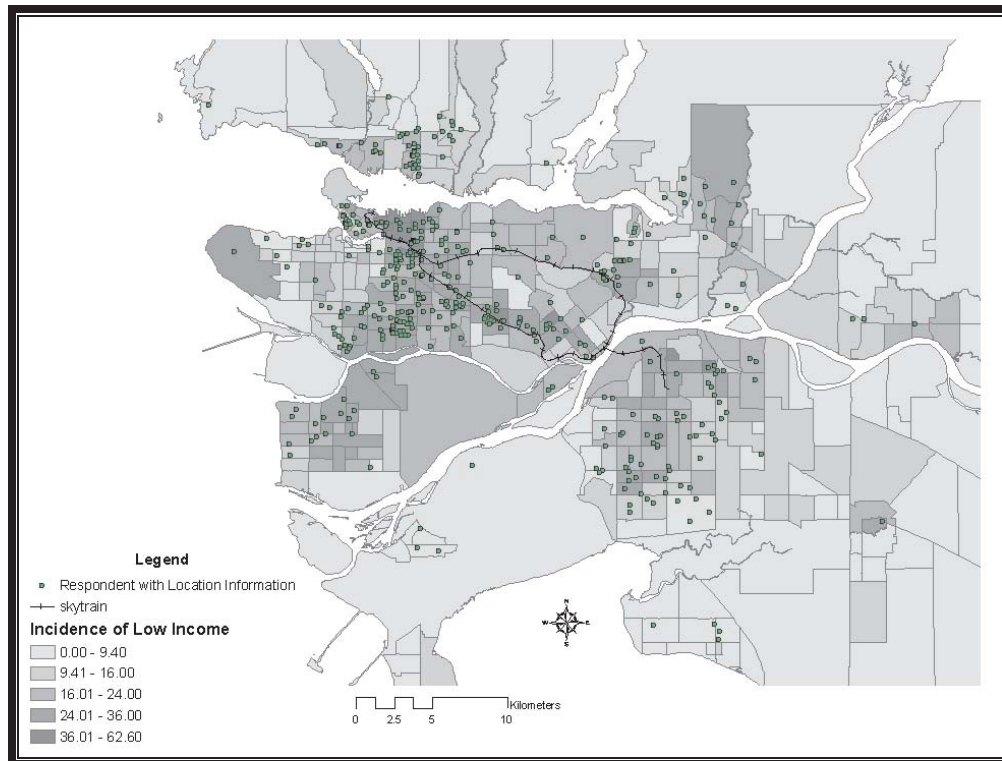 Legend
Respondent with Location Information
skytrain
Incidence of Low Income
0.00 - 9.40
9.41 - 16.00
16.01 - 24.00
24.01 - 36.00
36.01 - 62.60
N
W E
S
Kilometers
0 2.5 5 10